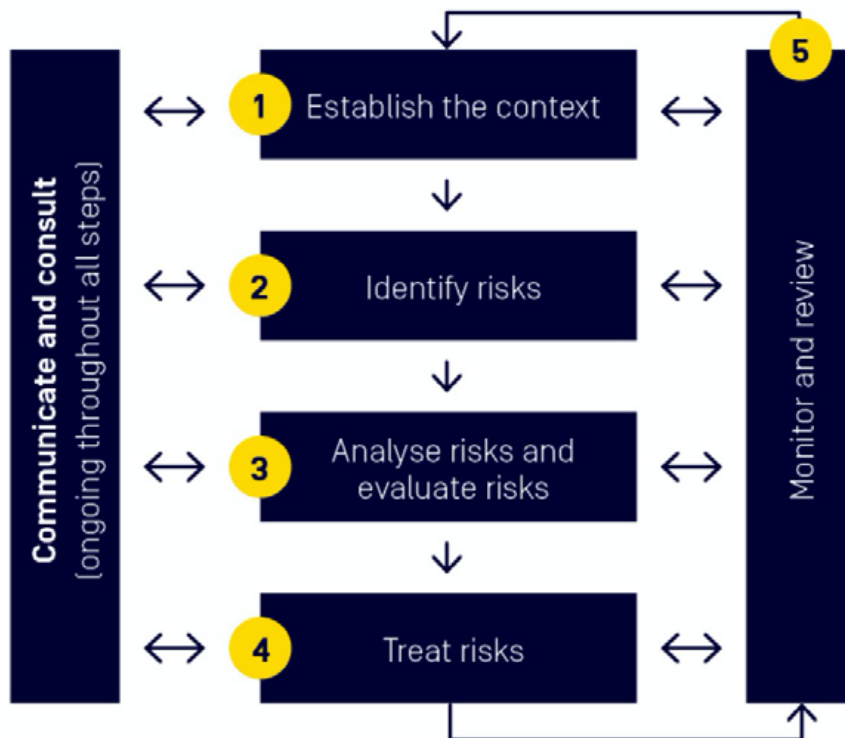 5
1
Establish the context
Communicate and consult
(ongoing throughout all steps)
2
Identify risks
Monitor and review
3
Analyse risks and
evaluate risks
4
Treat risks